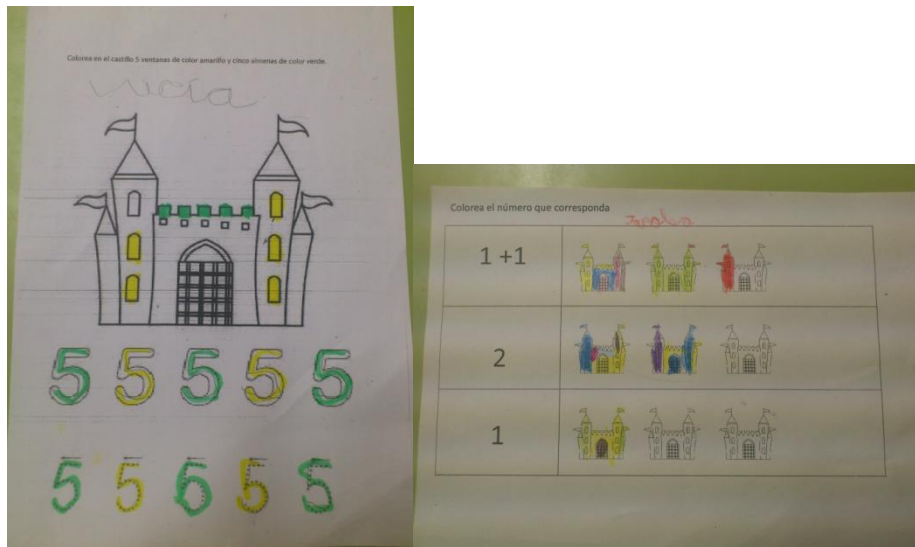 Colorea en el castillo 5 ventanas de color amarillo y cinco almenas de color verde.
5 5 5 5 5
5 5 5 5 5
Colorea el número que corresponda
1 +1
2
1